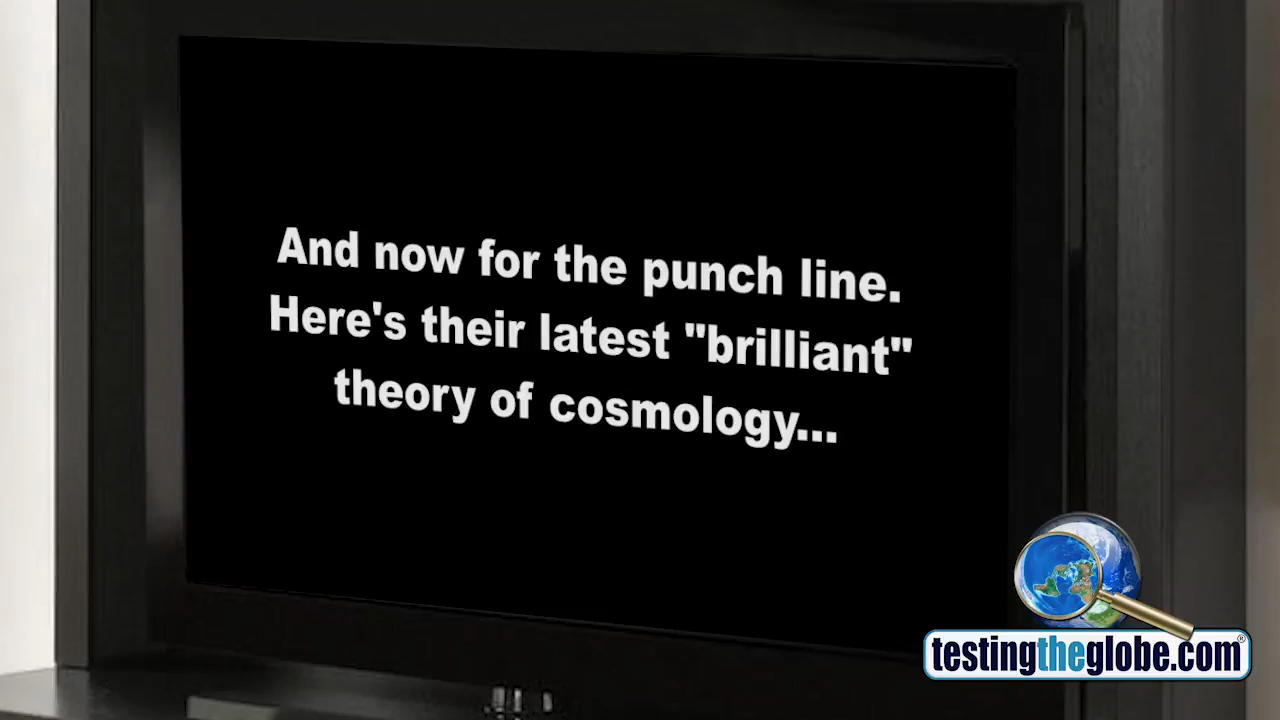 And now for the punch line.
Here's their latest "brilliant"
theory of cosmology...
testingtheglobe.com®